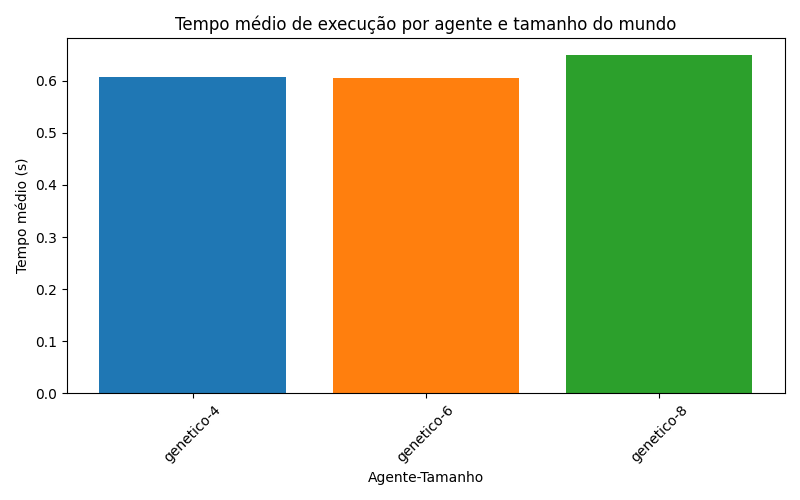 Tempo médio de execução por agente e tamanho do mundo
Tempo médio (s)
0.6
0.5
0.4
0.3
0.2
0.1
0.0
genetico-4
genetico-6
genetico-8
Agente-Tamanho